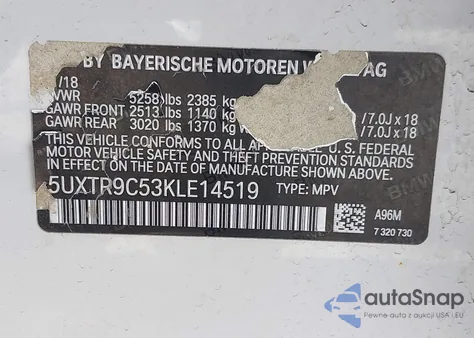 BY BAYERISCHE MOTOREN W AG
/18
VWR 5258 lbs 2385 kg
GAWR FRONT 2513 lbs 1140 kg /7.0J x 18
GAWR REAR 3020 lbs 1370 kg /7.0J x 18
THIS VEHICLE CONFORMS TO ALL APPLICABLE U.S. FEDERAL
MOTOR VEHICLE SAFETY AND THEFT PREVENTION STANDARDS
IN EFFECT ON THE DATE OF MANUFACTURE SHOWN ABOVE.
5UXTR9C53KLE14519 TYPE: MPV
A96M
7 320 730
autoSnap
Pewne auta z aukcji USA i EU